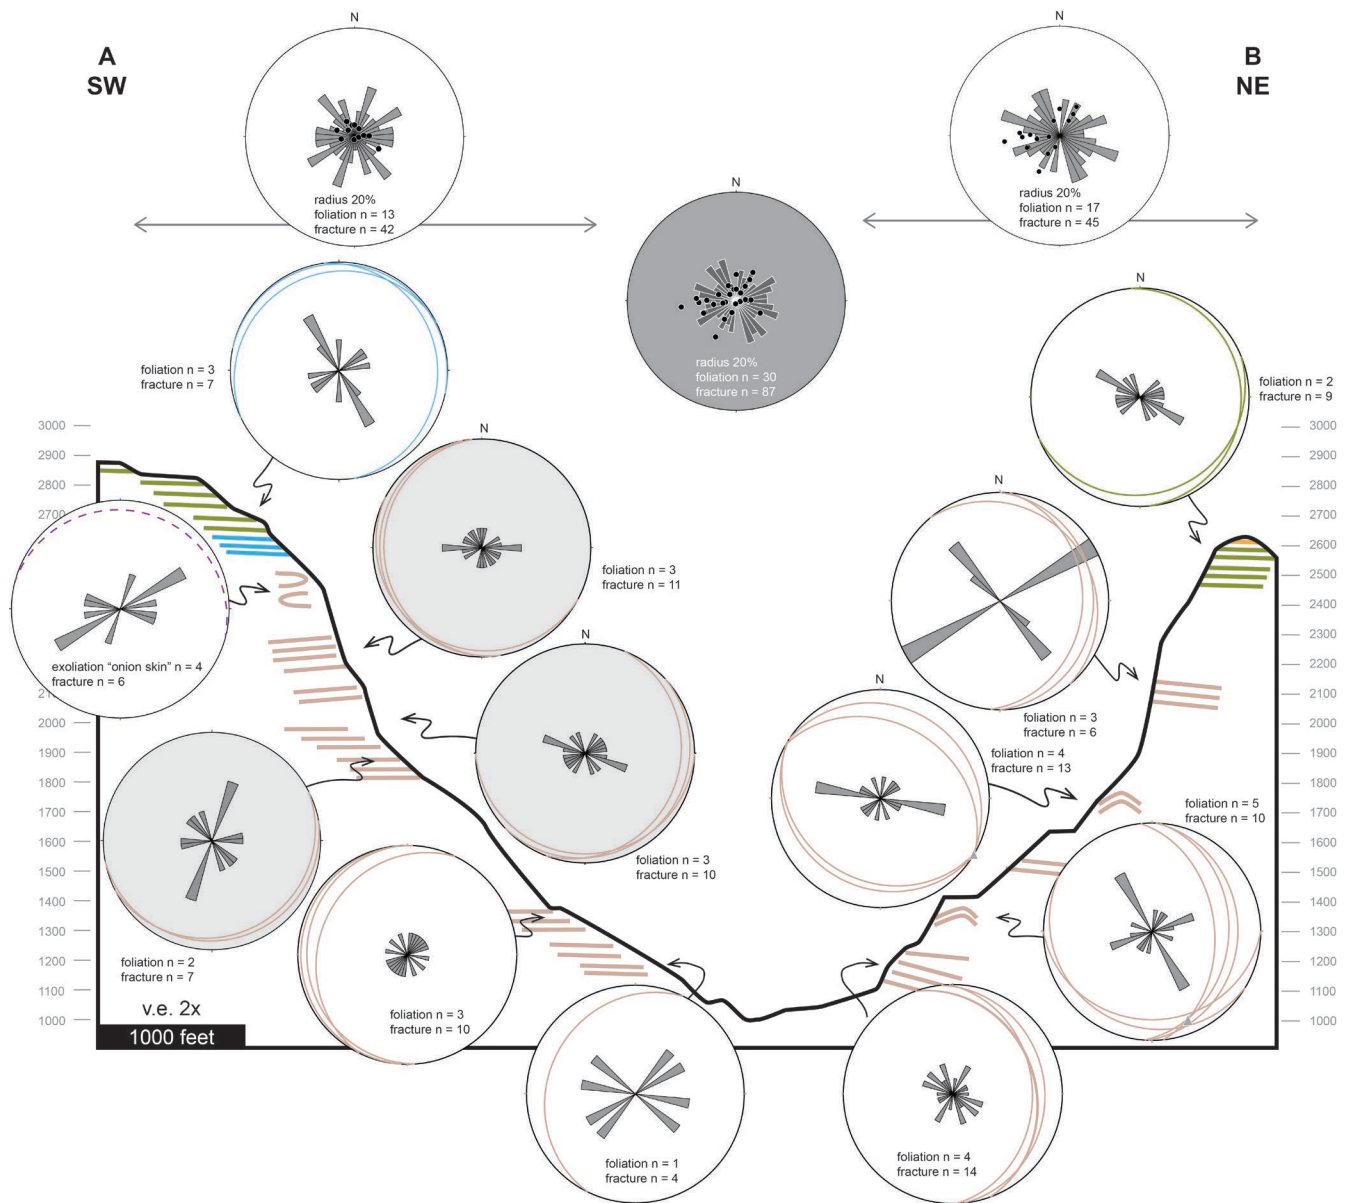 N
N
A
SW
B
NE
radius 20%
foliation n = 13
fracture n = 42
radius 20%
foliation n = 17
fracture n = 45
N
radius 20%
foliation n = 30
fracture n = 87
N
foliation n = 3
fracture n = 7
foliation n = 2
fracture n = 9
3000
2900
2800
2700
3000
2900
2800
2700
2600
2500
2400
2300
2200
2100
2000
1900
1800
1700
1600
1500
1400
1300
1200
1100
1000
N
foliation n = 3
fracture n = 11
N
foliation n = 3
fracture n = 6
exoliation "onion skin" n = 4
fracture n = 6
N
foliation n = 3
fracture n = 10
N
foliation n = 4
fracture n = 13
foliation n = 5
fracture n = 10
2000
1900
1800
1700
1600
1500
1400
1300
1200
1100
1000
foliation n = 2
fracture n = 7
foliation n = 3
fracture n = 10
v.e. 2x
1000 feet
foliation n = 1
fracture n = 4
foliation n = 4
fracture n = 14